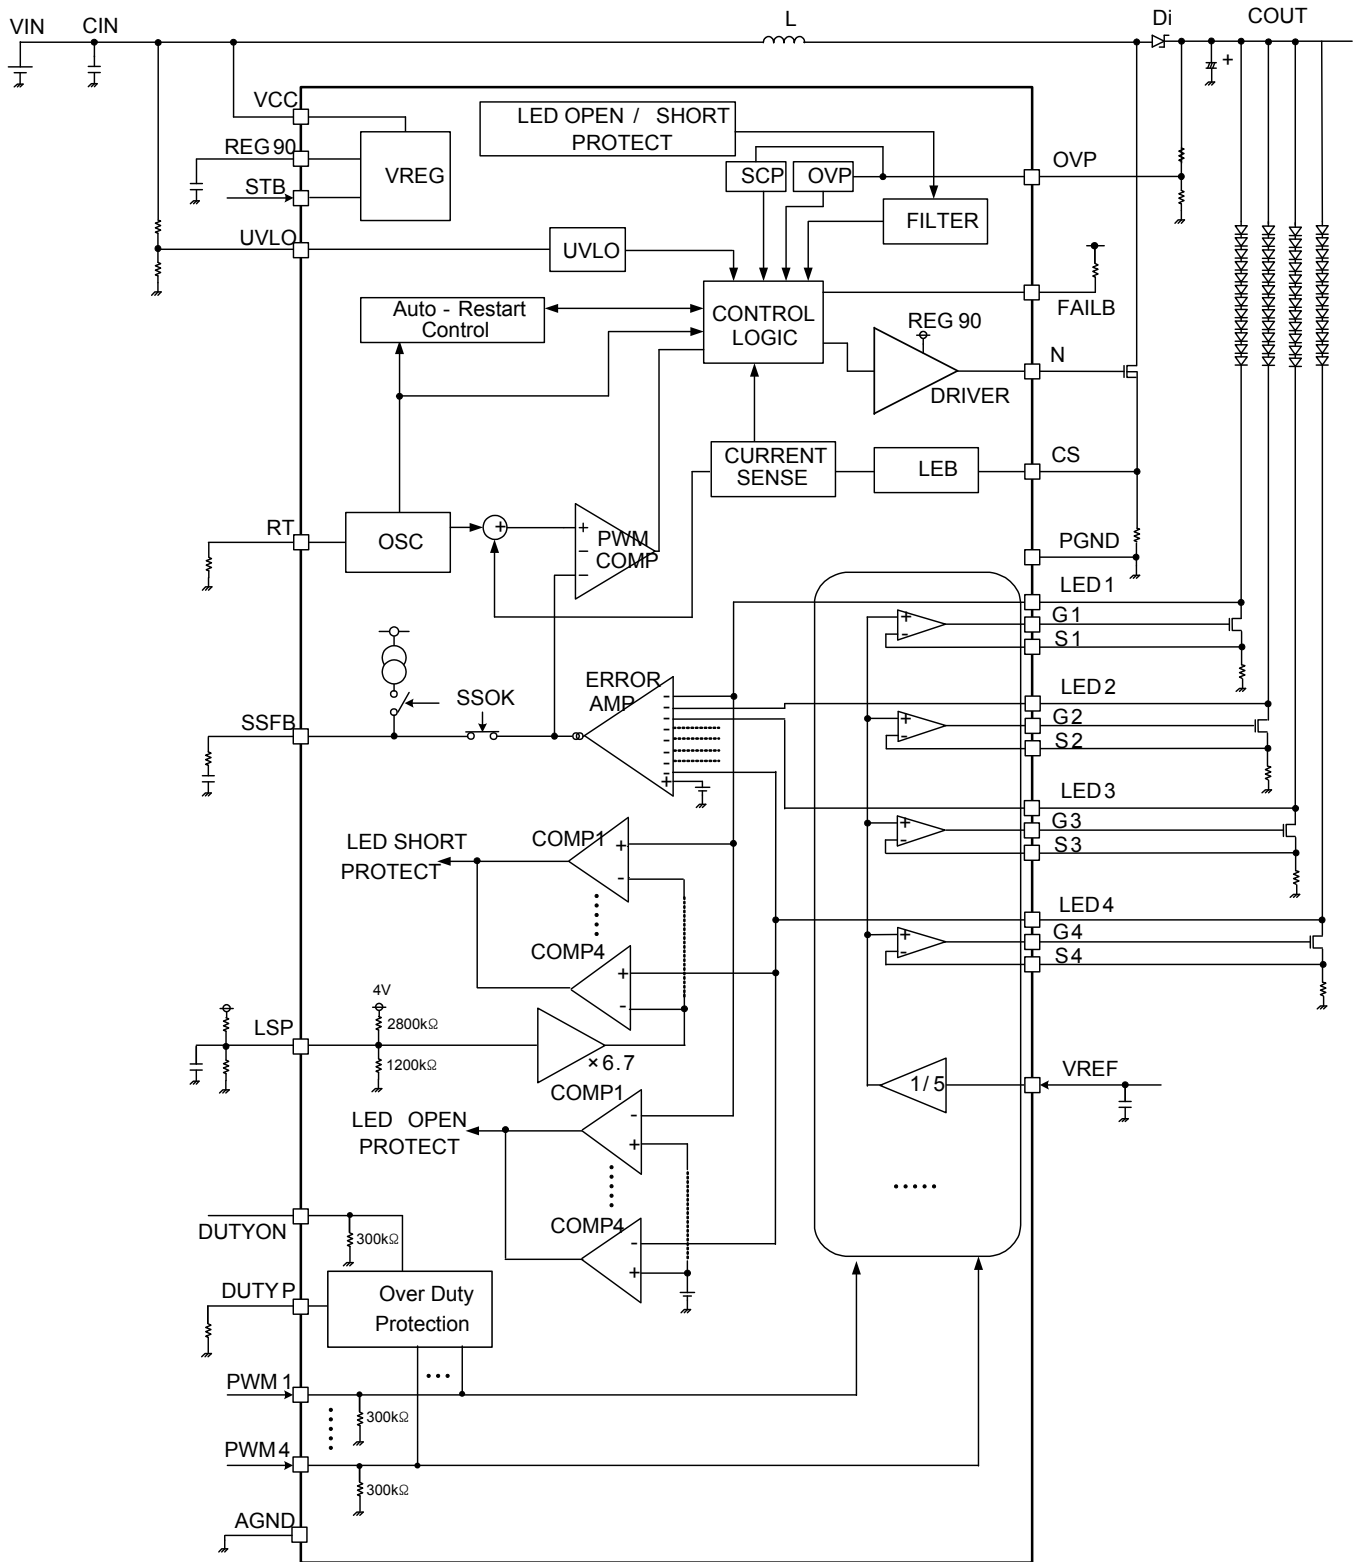 VIN
CIN
L
Di
COUT
+
VCC
REG 90
STB
UVLO
VREG
LED OPEN / SHORT
PROTECT
SCP
OVP
OVP
FILTER
UVLO
FAILB
Auto - Restart
Control
CONTROL
LOGIC
REG 90
DRIVER
N
CURRENT
SENSE
LEB
CS
RT
OSC
+
+
−
−
PWM
COMP
PGND
LED1
+
-
G1
S1
ERROR
AMP
-
-
-
-
-
-
-
+
SSOK
SSFB
LED2
+
-
G2
S2
LED3
+
-
G3
S3
LED SHORT
PROTECT
COMP1
+
-
COMP4
+
-
LED4
+
-
G4
S4
4V
2800kΩ
LSP
1200kΩ
×6.7
1/5
VREF
COMP1
-
+
LED OPEN
PROTECT
COMP4
-
+
DUTYON
300kΩ
DUTYP
Over Duty
Protection
PWM1
300kΩ
PWM4
300kΩ
AGND